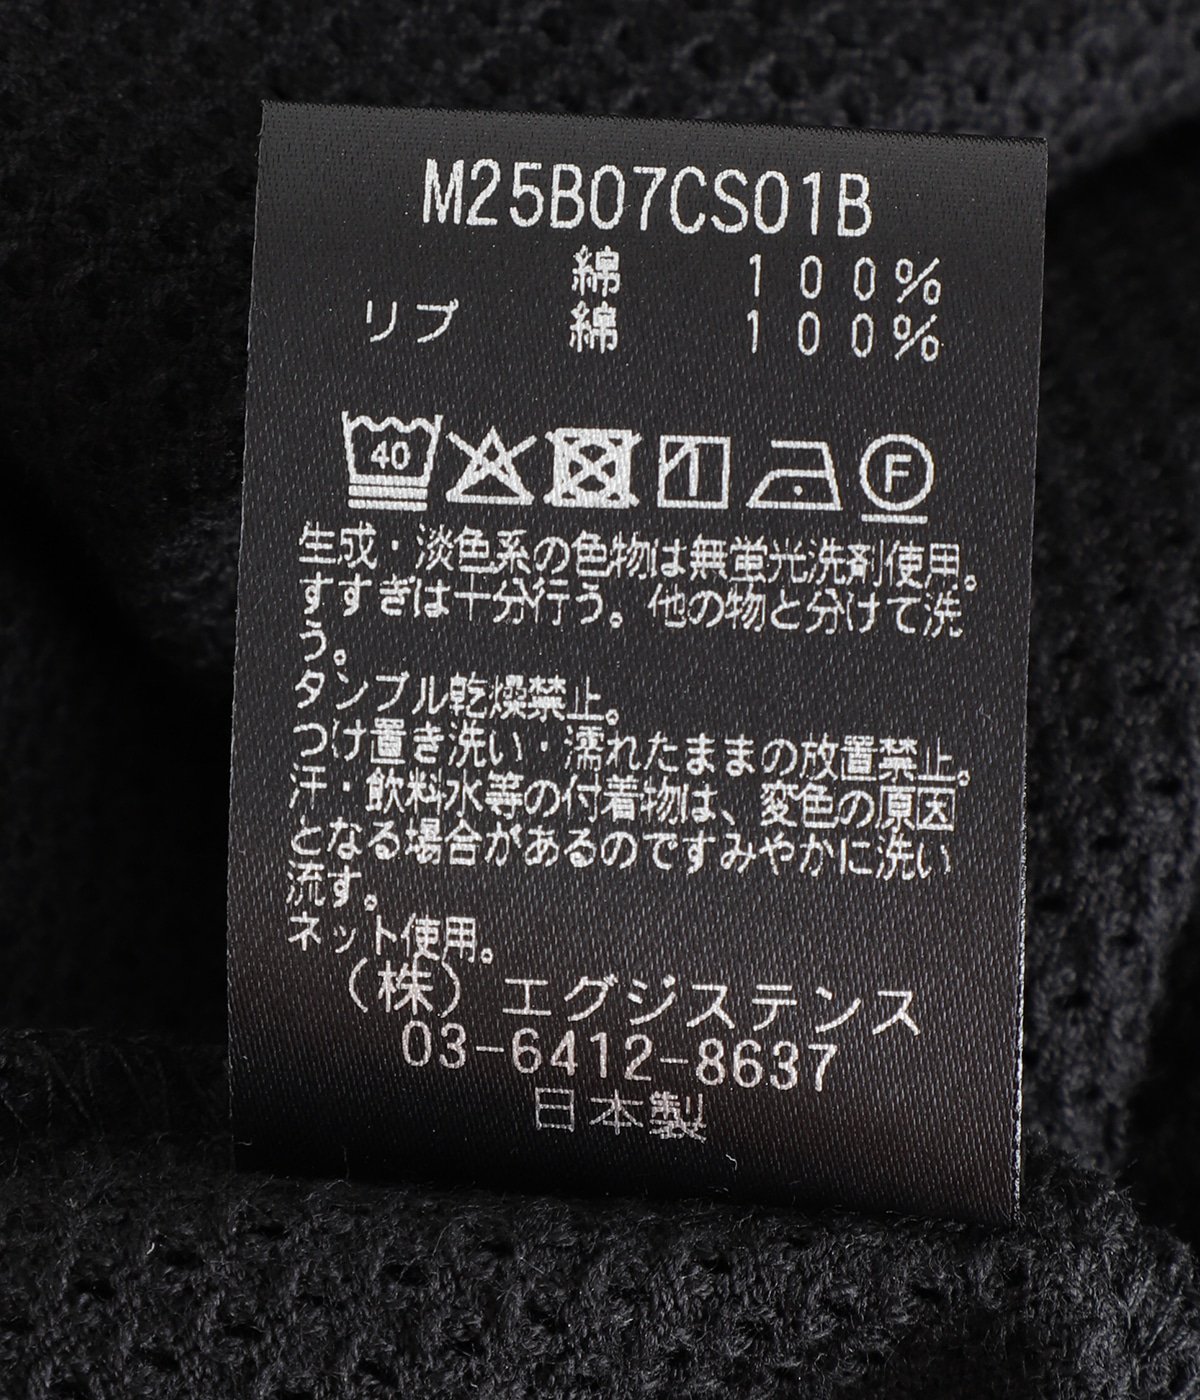 M25B07CS01B
綿 100%
リブ 綿 100%
40 F
生成・淡色系の色物は無蛍光洗剤使用。
すすぎは十分行う。他の物と分けて洗
う。
タンブル乾燥禁止。
つけ置き洗い・濡れたままの放置禁止。
汗・飲料水等の付着物は、変色の原因
となる場合があるのですみやかに洗い
流す。
ネット使用。
(株) エグジステンス
03-6412-8637
日本製